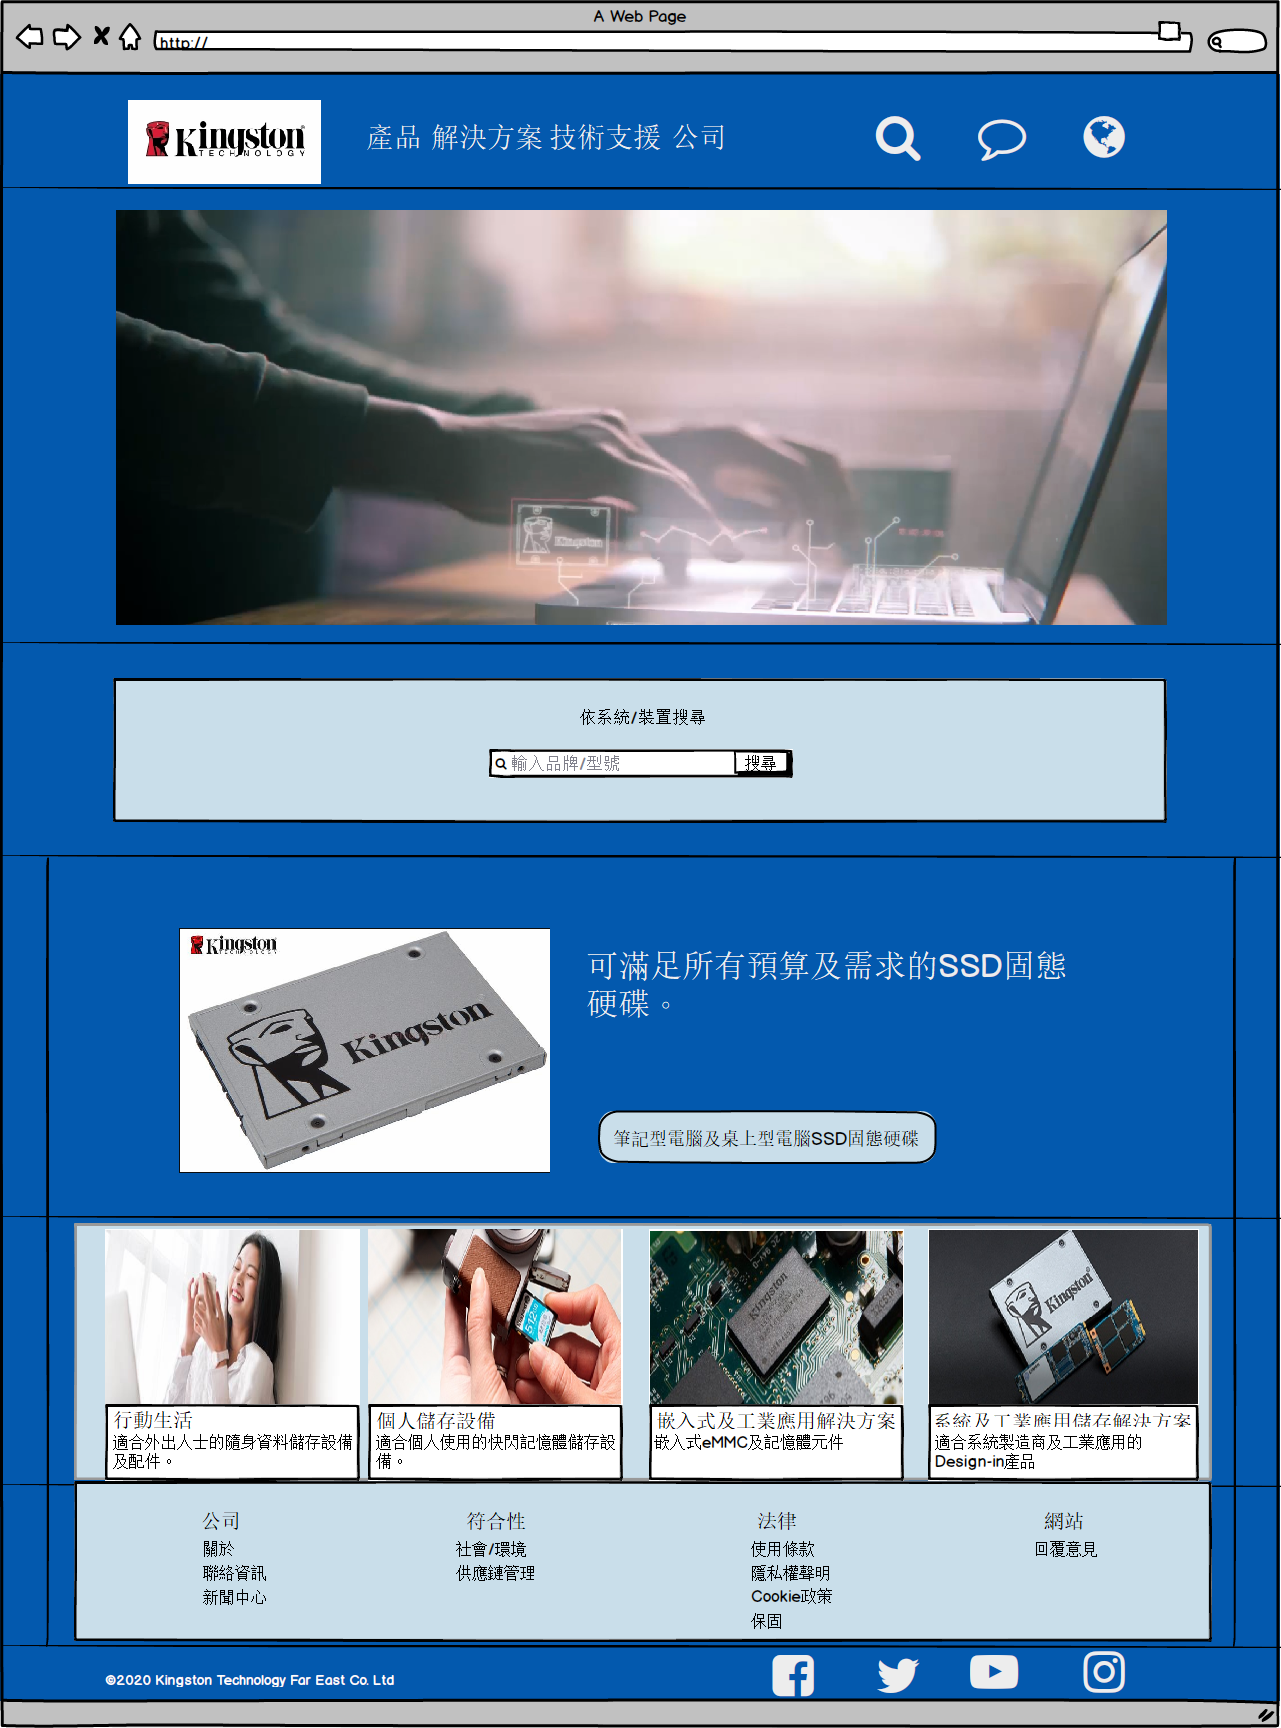 A Web Page
http://
Kingston
TECHNOLOGY
產品 解決方案 技術支援 公司
Kingston
依系統/裝置搜尋
輸入品牌/型號
搜尋
Kingston
TECHNOLOGY
Kingston
可滿足所有預算及需求的SSD固態
硬碟。
筆記型電腦及桌上型電腦SSD固態硬碟
512
Kingston
Kingston
行動生活
適合外出人士的隨身資料儲存設備
及配件。
個人儲存設備
適合個人使用的快閃記憶體儲存設
備。
嵌入式及工業應用解決方案
嵌入式eMMC及記憶體元件
系統及工業應用儲存解決方案
適合系統製造商及工業應用的
Design-in產品
公司
關於
聯絡資訊
新聞中心
符合性
社會/環境
供應鏈管理
法律
使用條款
隱私權聲明
Cookie政策
保固
網站
回覆意見
©2020 Kingston Technology Far East Co. Ltd